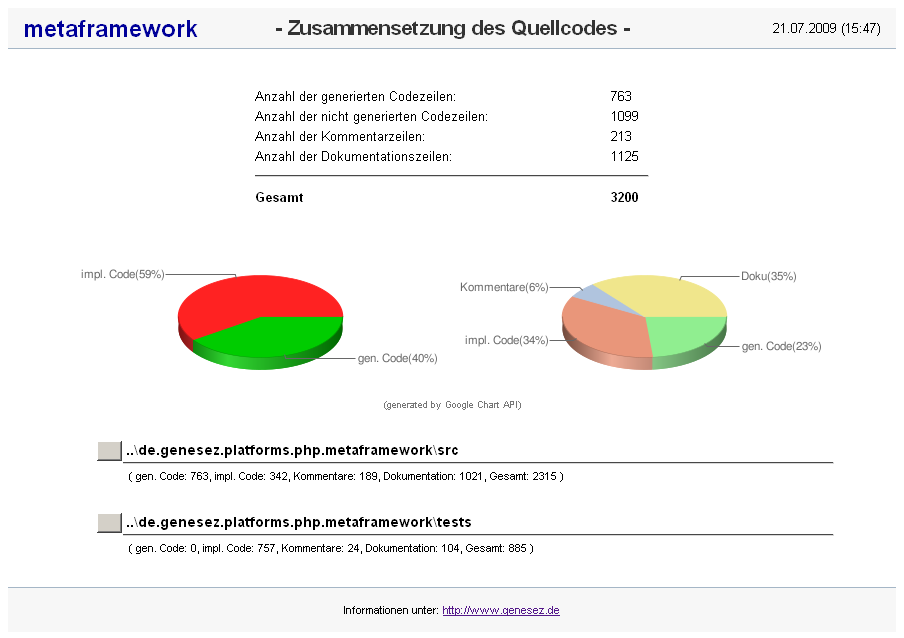 metaframework - Zusammensetzung des Quellcodes - 21.07.2009 (15:47)
Anzahl der generierten Codezeilen: 763
Anzahl der nicht generierten Codezeilen: 1099
Anzahl der Kommentarzeilen: 213
Anzahl der Dokumentationszeilen: 1125
Gesamt 3200
impl. Code(59%)
gen. Code(40%)
Doku(35%)
Kommentare(6%)
impl. Code(34%)
gen. Code(23%)
(generated by Google Chart API)
..\de.genesez.platforms.php.metaframework\src
( gen. Code: 763, impl. Code: 342, Kommentare: 189, Dokumentation: 1021, Gesamt: 2315 )
..\de.genesez.platforms.php.metaframework\tests
( gen. Code: 0, impl. Code: 757, Kommentare: 24, Dokumentation: 104, Gesamt: 885 )
Informationen unter: http://www.genesez.de